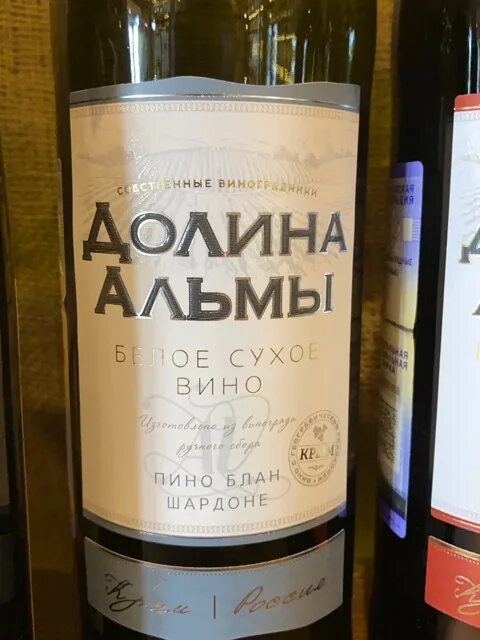 СОБСТВЕННЫЕ ВИНОГРАДНИКИ
ДОЛИНА
АЛЬМЫ
БЕЛОЕ СУХОЕ
ВИНО
Изготовлено из винограда
ручного сбора
ПИНО БЛАН
ШАРДОНЕ
КРЫМ
Крым | Россия